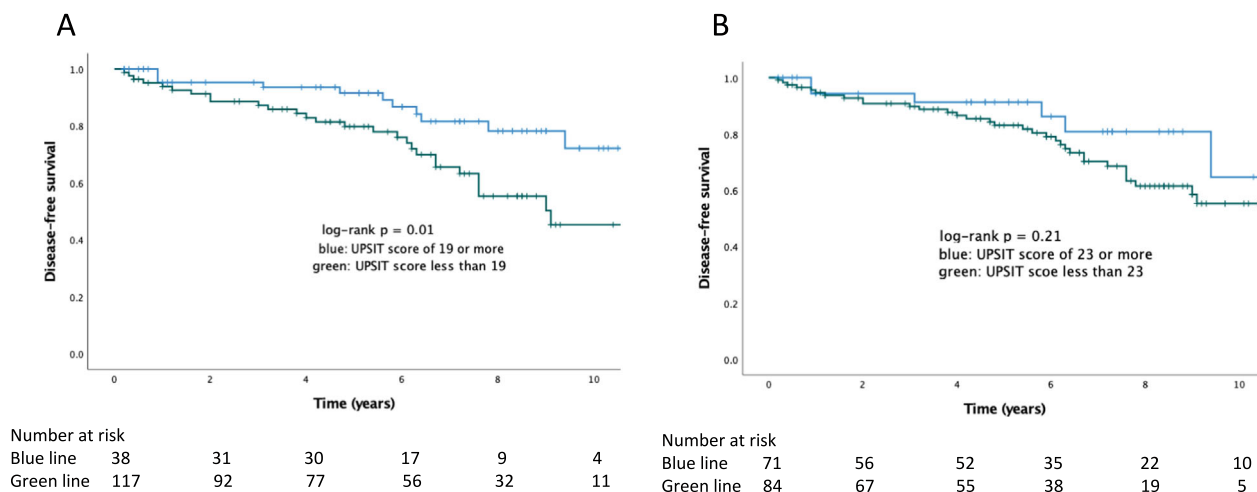 A
1.0
0.8
0.6
0.4
0.2
0.0
Disease-free survival
log-rank p = 0.01
blue: UPSIT score of 19 or more
green: UPSIT score less than 19
0 2 4 6 8 10
Time (years)
Number at risk
Blue line 38 31 30 17 9 4
Green line 117 92 77 56 32 11
B
1.0
0.8
0.6
0.4
0.2
0.0
Disease-free survival
log-rank p = 0.21
blue: UPSIT score of 23 or more
green: UPSIT scoe less than 23
0 2 4 6 8 10
Time (years)
Number at risk
Blue line 71 56 52 35 22 10
Green line 84 67 55 38 19 5